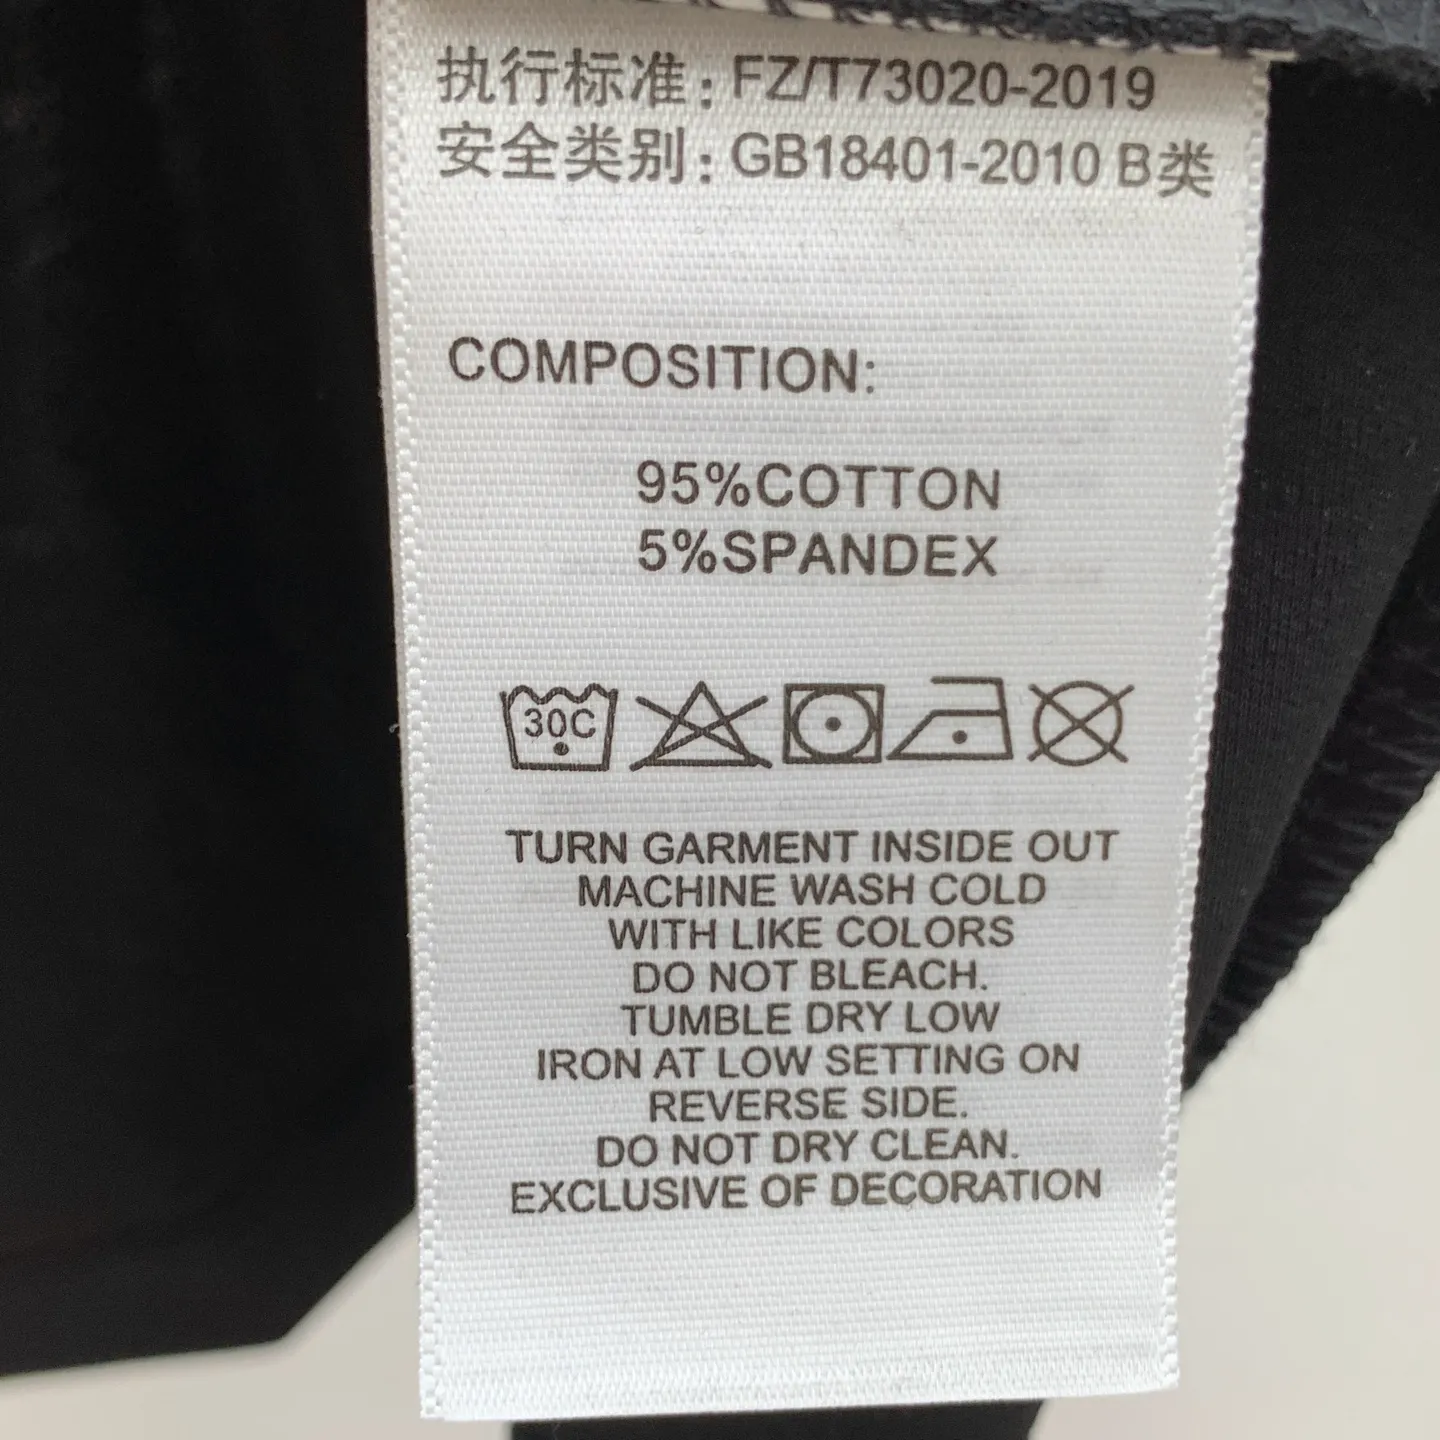 执行标准：FZ/T73020-2019
安全类别：GB18401-2010 B类
COMPOSITION:
95%COTTON
5%SPANDEX
30C
TURN GARMENT INSIDE OUT
MACHINE WASH COLD
WITH LIKE COLORS
DO NOT BLEACH.
TUMBLE DRY LOW
IRON AT LOW SETTING ON
REVERSE SIDE.
DO NOT DRY CLEAN.
EXCLUSIVE OF DECORATION